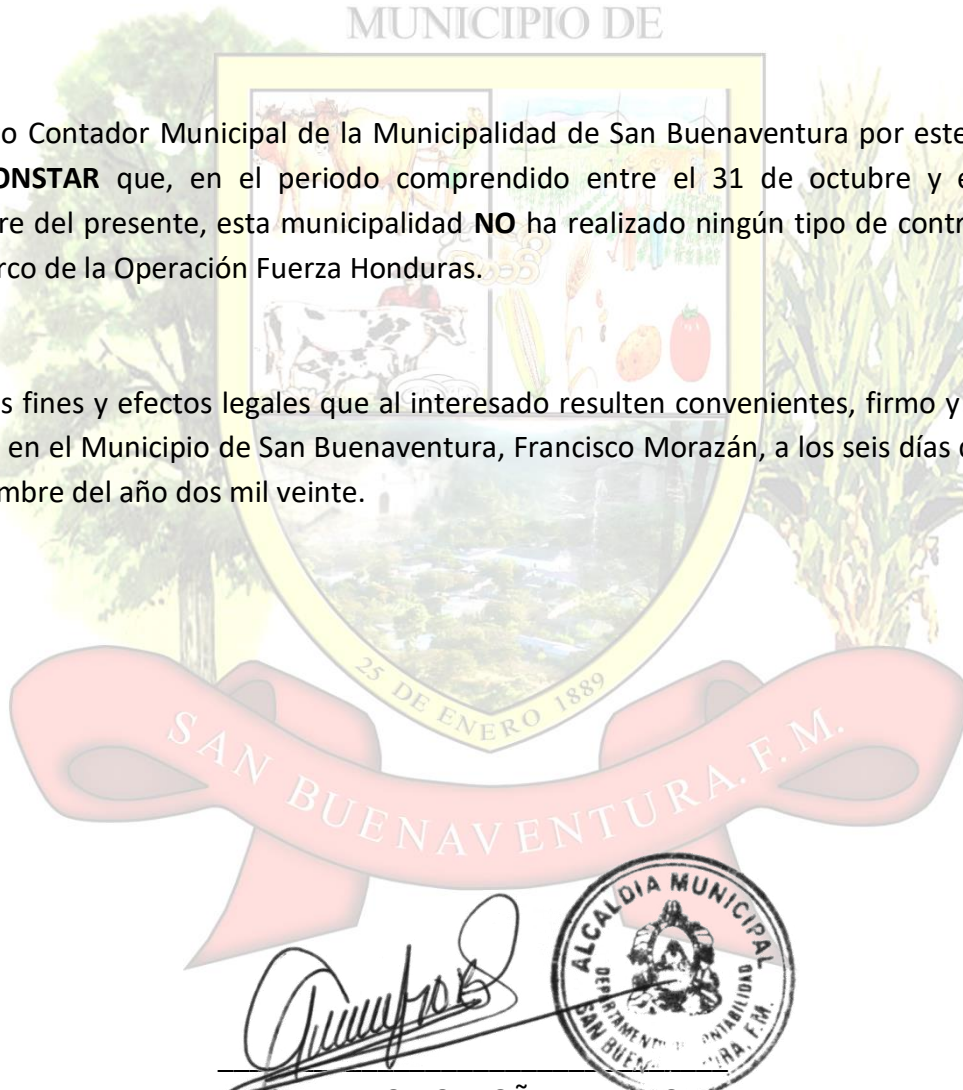 MUNICIPIO DE
o Contador Municipal de la Municipalidad de San Buenaventura por este
ONSTAR que, en el periodo comprendido entre el 31 de octubre y e
re del presente, esta municipalidad NO ha realizado ningún tipo de contr
rco de la Operación Fuerza Honduras.
s fines y efectos legales que al interesado resulten convenientes, firmo y
en el Municipio de San Buenaventura, Francisco Morazán, a los seis días
mbre del año dos mil veinte.
25 DE ENERO 1889
SAN BUENAVENTURA. F. M.
ALCALDIA MUNICIPAL
SAN F.M.